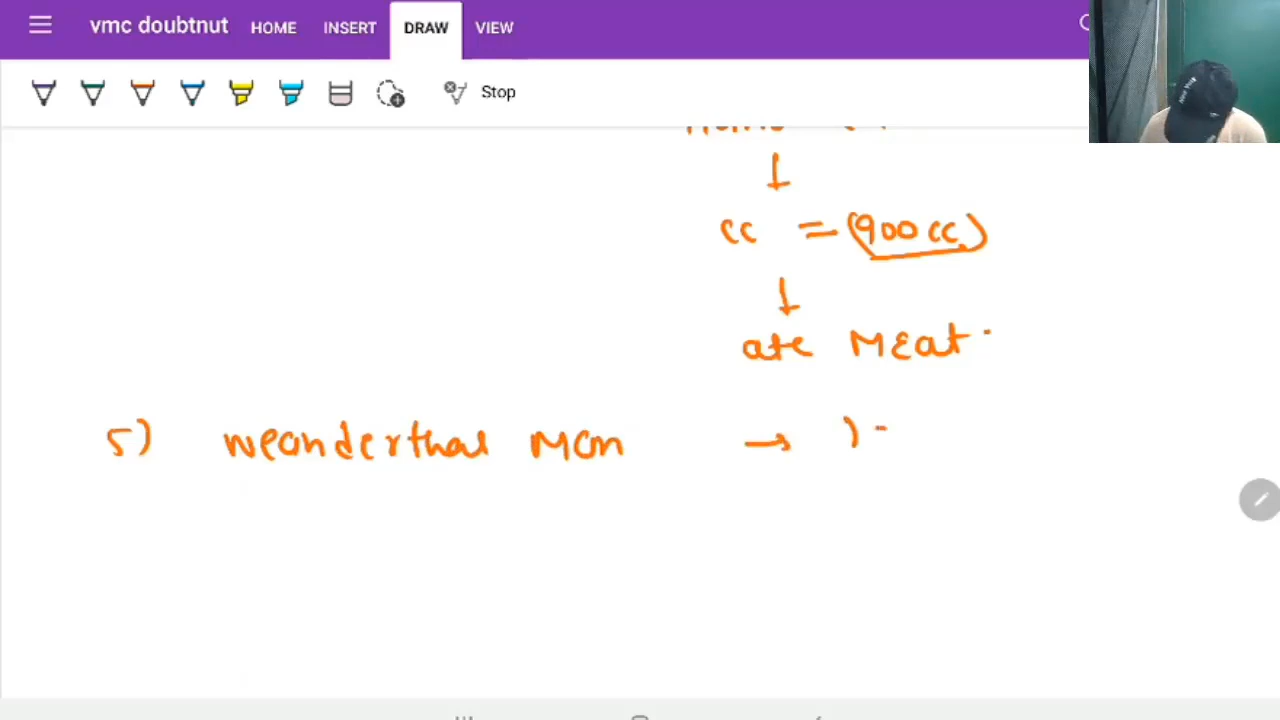 vmc doubtnut HOME INSERT DRAW VIEW
Stop
cc = (900 cc)
ate Meat.
5) Neanderthal Man →